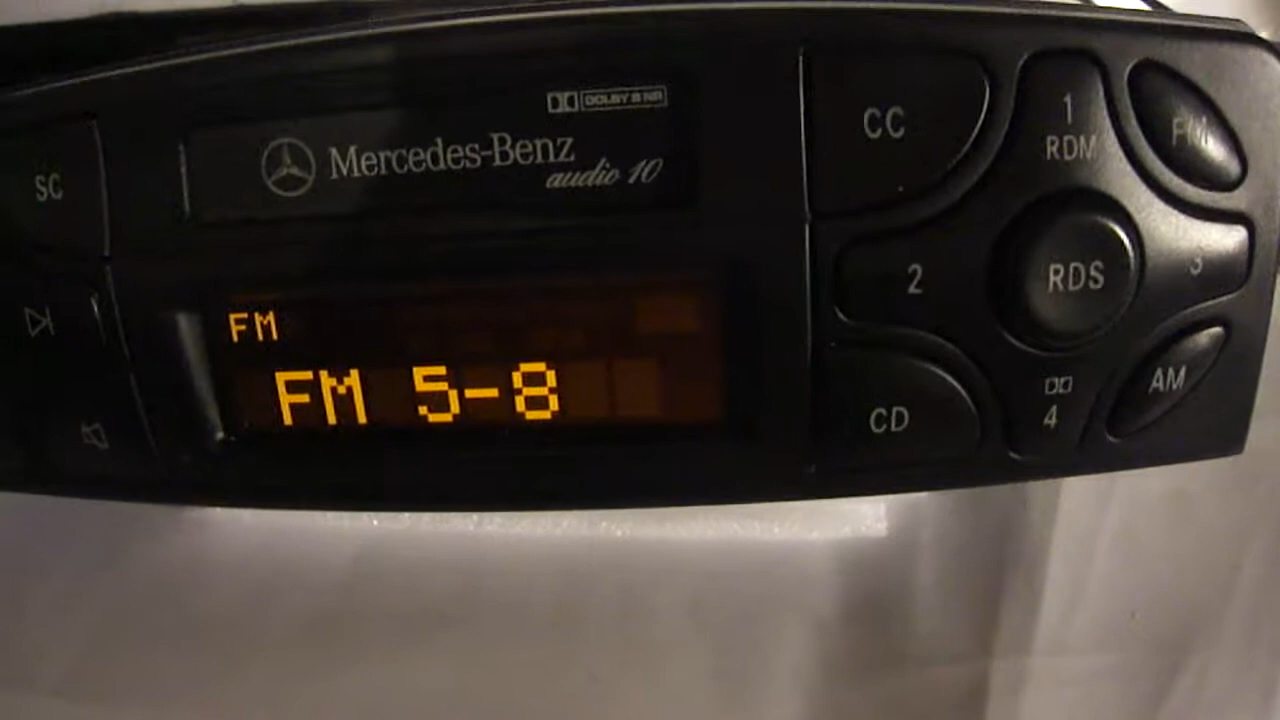 DOLBY B NR
Mercedes-Benz
audio 10
SC
FM
FM 5-8
CC
1
RDM
FM
2
RDS
3
CD
4
AM